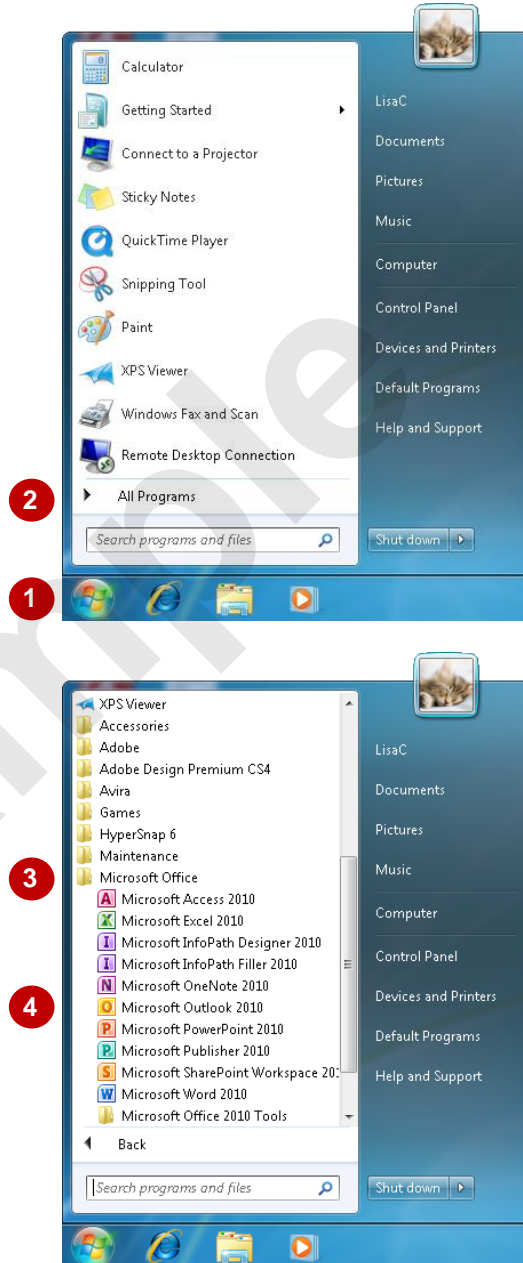 Calculator
Getting Started
Connect to a Projector
Sticky Notes
QuickTime Player
Snipping Tool
Paint
XPS Viewer
Windows Fax and Scan
Remote Desktop Connection
2
All Programs
Search programs and files
LisaC
Documents
Pictures
Music
Computer
Control Panel
Devices and Printers
Default Programs
Help and Support
Shut down
1
XPS Viewer
Accessories
Adobe
Adobe Design Premium CS4
Avira
Games
HyperSnap 6
Maintenance
3
Microsoft Office
A Microsoft Access 2010
X Microsoft Excel 2010
I Microsoft InfoPath Designer 2010
I Microsoft InfoPath Filler 2010
N Microsoft OneNote 2010
4
O Microsoft Outlook 2010
P Microsoft PowerPoint 2010
P Microsoft Publisher 2010
S Microsoft SharePoint Workspace 20
W Microsoft Word 2010
Microsoft Office 2010 Tools
Back
Search programs and files
LisaC
Documents
Pictures
Music
Computer
Control Panel
Devices and Printers
Default Programs
Help and Support
Shut down